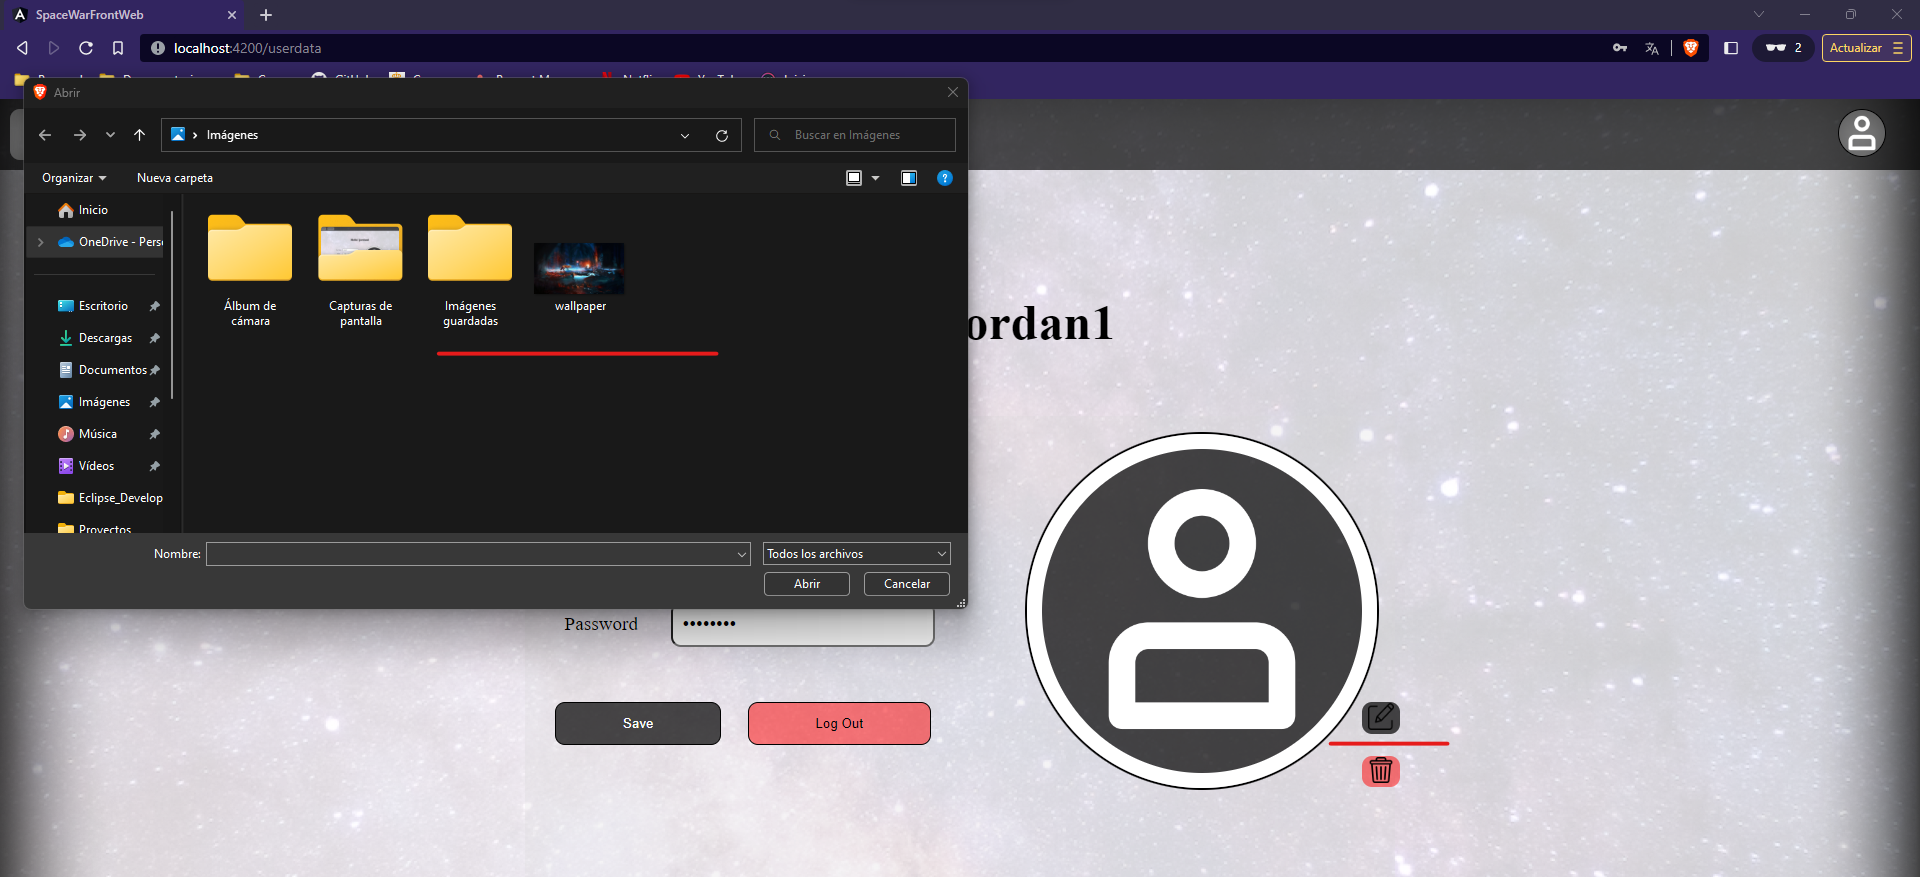 SpaceWarFrontWeb
localhost:4200/userdata
2
Actualizar
Abrir
Imágenes
Buscar en Imágenes
Organizar
Nueva carpeta
Inicio
OneDrive - Pers
Escritorio
Descargas
Documentos
Imágenes
Música
Vídeos
Eclipse_Develop
Proyectos
Álbum de
cámara
Capturas de
pantalla
Imágenes
guardadas
wallpaper
Nombre:
Todos los archivos
Abrir
Cancelar
ordan1
Password
••••••••
Save
Log Out